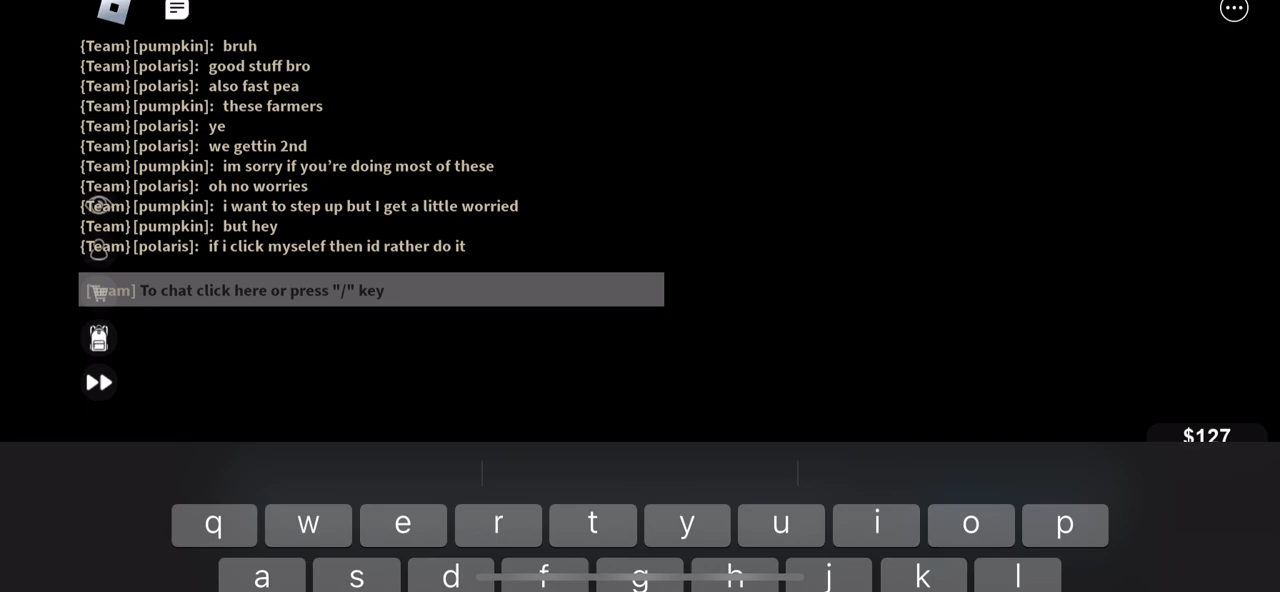 {Team} [pumpkin]: bruh
{Team} [polaris]: good stuff bro
{Team} [polaris]: also fast pea
{Team} [pumpkin]: these farmers
{Team} [polaris]: ye
{Team} [polaris]: we gettin 2nd
{Team} [pumpkin]: im sorry if you’re doing most of these
{Team} [polaris]: oh no worries
{Team} [pumpkin]: i want to step up but I get a little worried
{Team} [pumpkin]: but hey
{Team} [polaris]: if i click myselef then id rather do it
[Team] To chat click here or press "/" key
$127
q w e r t y u i o p
a s d f g h j k l